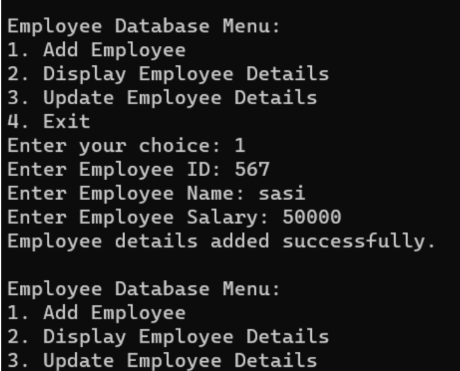 Employee Database Menu:
1. Add Employee
2. Display Employee Details
3. Update Employee Details
4. Exit
Enter your choice: 1
Enter Employee ID: 567
Enter Employee Name: sasi
Enter Employee Salary: 50000
Employee details added successfully.

Employee Database Menu:
1. Add Employee
2. Display Employee Details
3. Update Employee Details